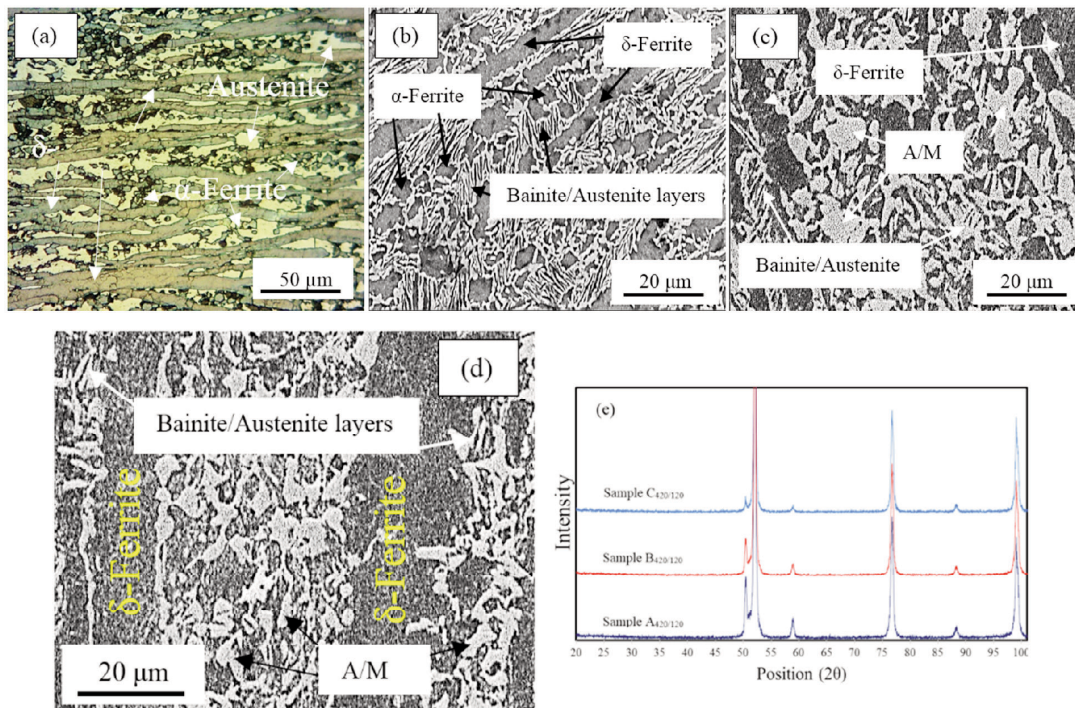 (a)
Austenite
δ-
α-Ferrite
50 μm
(b)
δ-Ferrite
α-Ferrite
Bainite/Austenite layers
20 μm
(c)
δ-Ferrite
A/M
Bainite/Austenite
20 μm
(d)
Bainite/Austenite layers
δ-Ferrite
δ-Ferrite
A/M
20 μm
(e)
Sample C420/120
Sample B420/120
Sample A420/120
Intensity
20 25 30 35 40 45 50 55 60 65 70 75 80 85 90 95 100
Position (2θ)